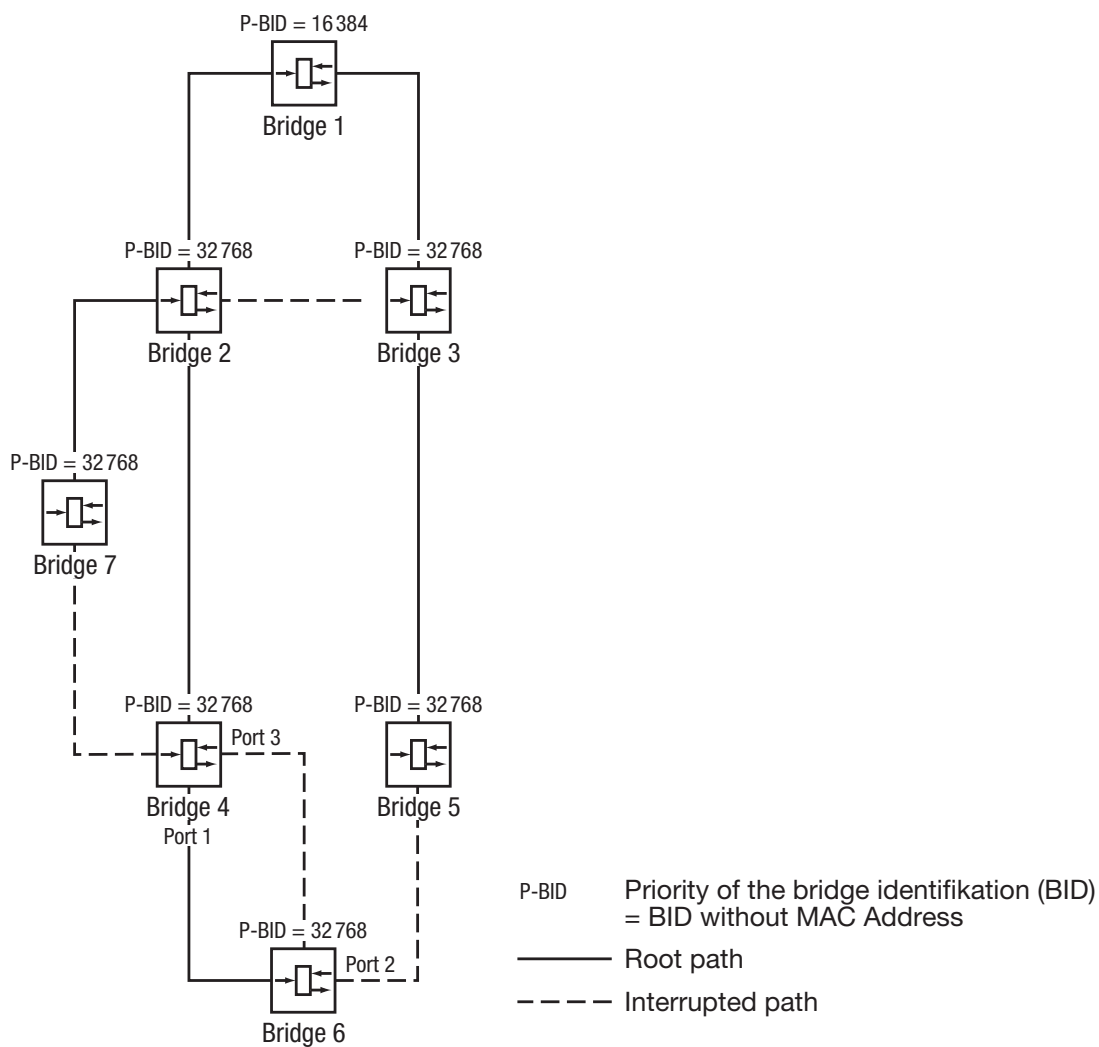 P-BID = 16 384
Bridge 1
P-BID = 32 768
P-BID = 32 768
Bridge 2
Bridge 3
P-BID = 32 768
Bridge 7
P-BID = 32 768
P-BID = 32 768
Port 3
Bridge 4
Bridge 5
Port 1
P-BID = 32 768
Port 2
Bridge 6
P-BID Priority of the bridge identifikation (BID)
= BID without MAC Address
Root path
Interrupted path